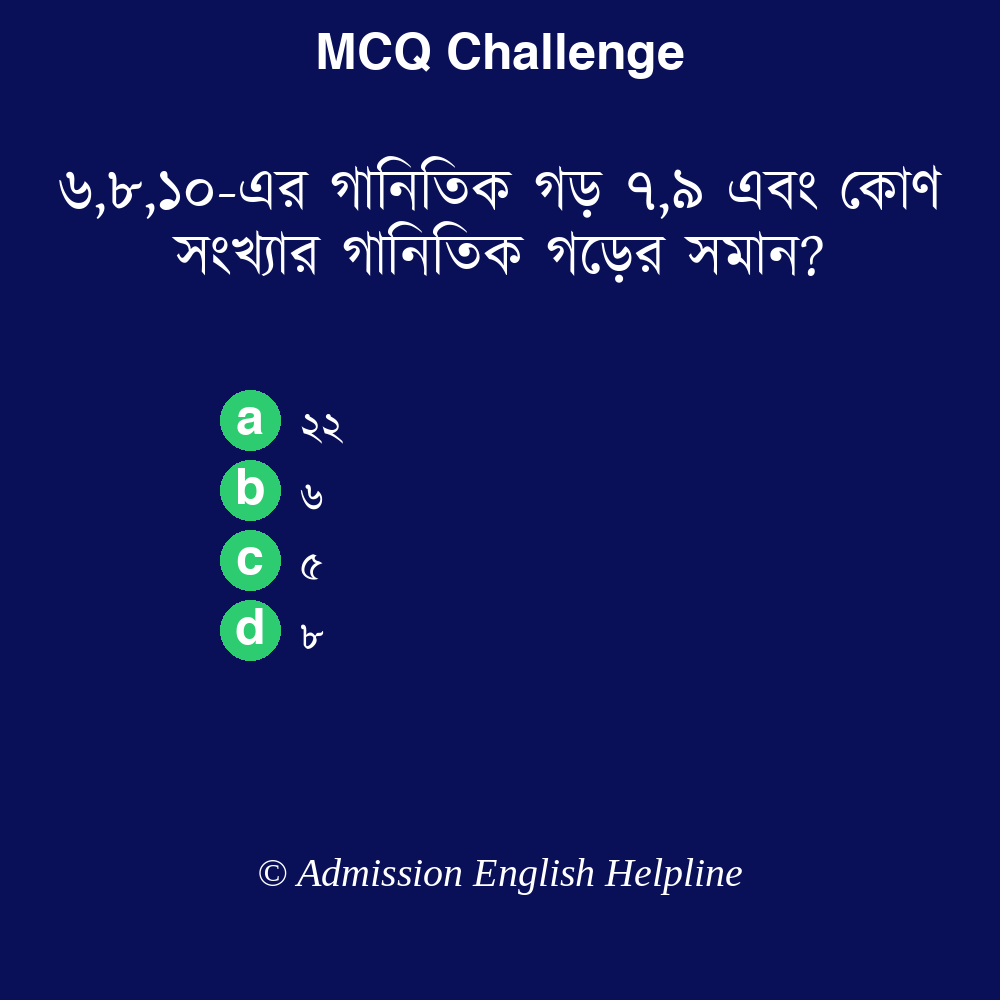 MCQ Challenge
৬,৮,১০-এর গানিতিক গড় ৭,৯ এবং কোণ
সংখ্যার গানিতিক গড়ের সমান?
a ২২
b ৬
c ৫
d ৮
© Admission English Helpline